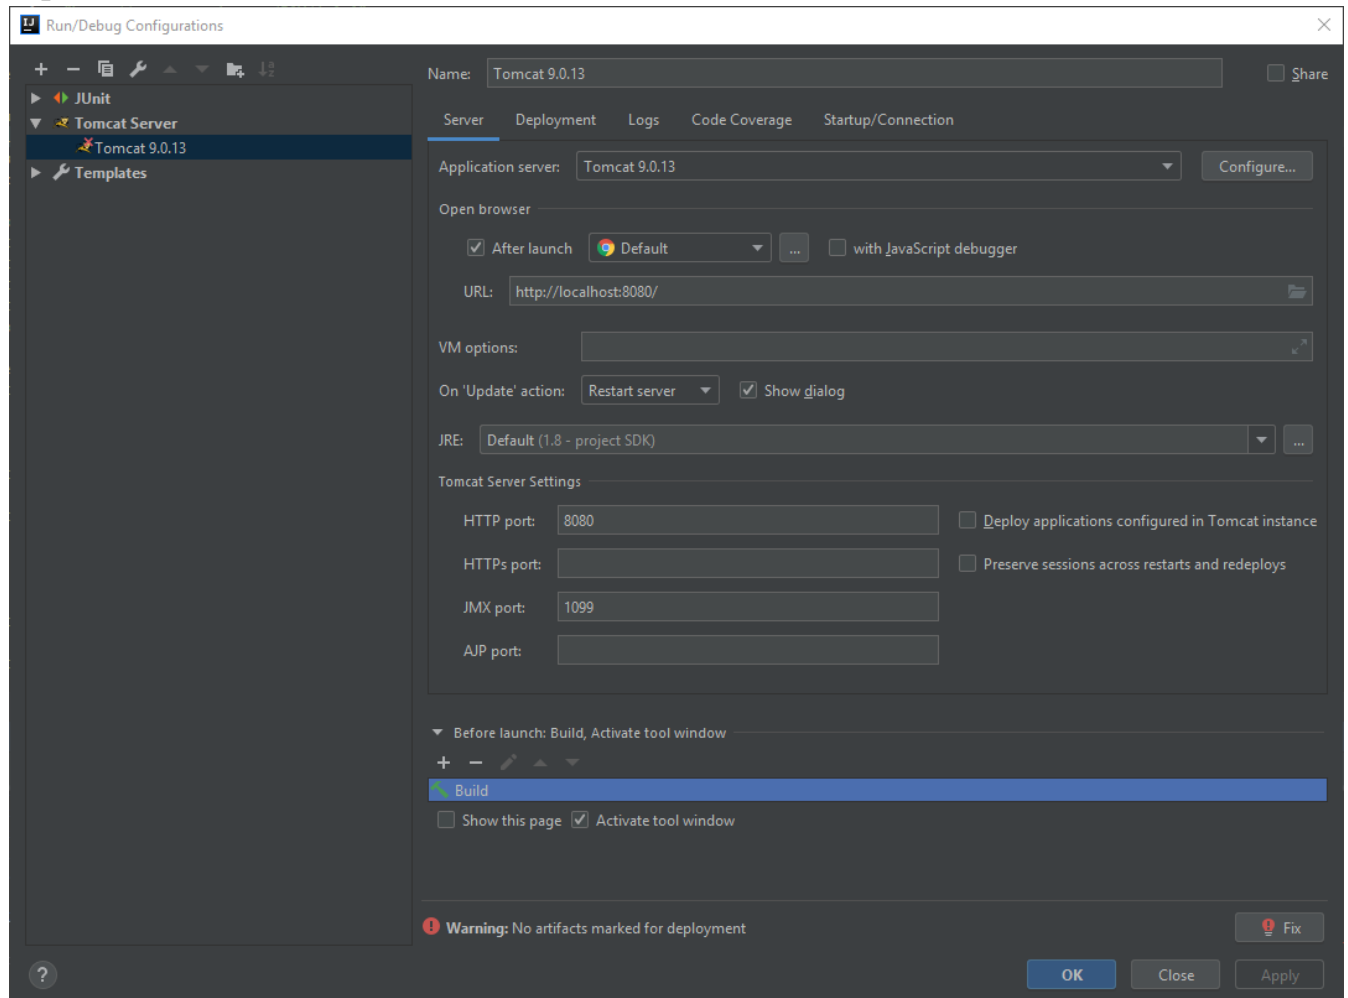 Run/Debug Configurations
Name: Tomcat 9.0.13 Share
JUnit
Tomcat Server
Tomcat 9.0.13
Templates
Server Deployment Logs Code Coverage Startup/Connection
Application server: Tomcat 9.0.13 Configure...
Open browser
After launch Default ... with JavaScript debugger
URL: http://localhost:8080/
VM options:
On 'Update' action: Restart server Show dialog
JRE: Default (1.8 - project SDK) ...
Tomcat Server Settings
HTTP port: 8080 Deploy applications configured in Tomcat instance
HTTPs port: Preserve sessions across restarts and redeploys
JMX port: 1099
AJP port:
Before launch: Build, Activate tool window
Build
Show this page Activate tool window
Warning: No artifacts marked for deployment Fix
? OK Close Apply